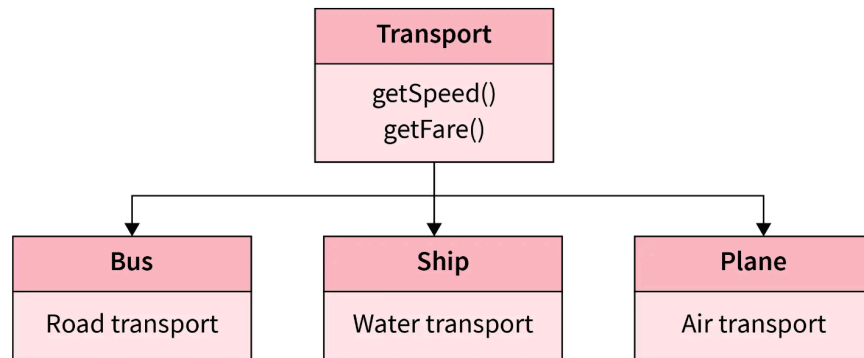 Transport
getSpeed()
getFare()
Bus
Road transport
Ship
Water transport
Plane
Air transport